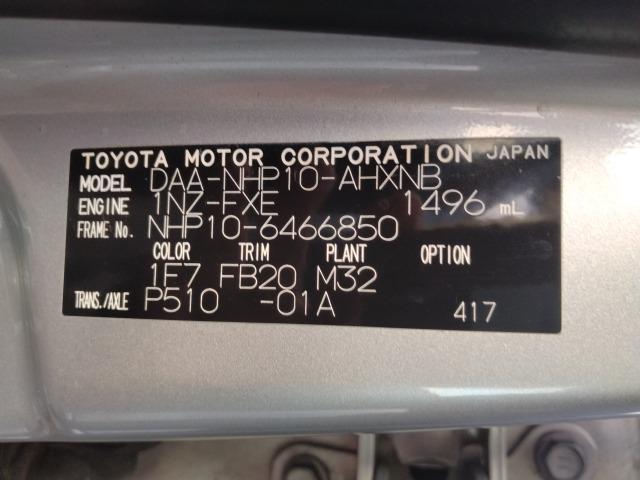 TOYOTA MOTOR CORPORATION JAPAN
MODEL DAA-NHP10-AHXNB
ENGINE 1NZ-FXE 1496 mL
FRAME No. NHP10-6466850
COLOR TRIM PLANT OPTION
1F7 FB20 M32
TRANS./AXLE P510 -01A
417